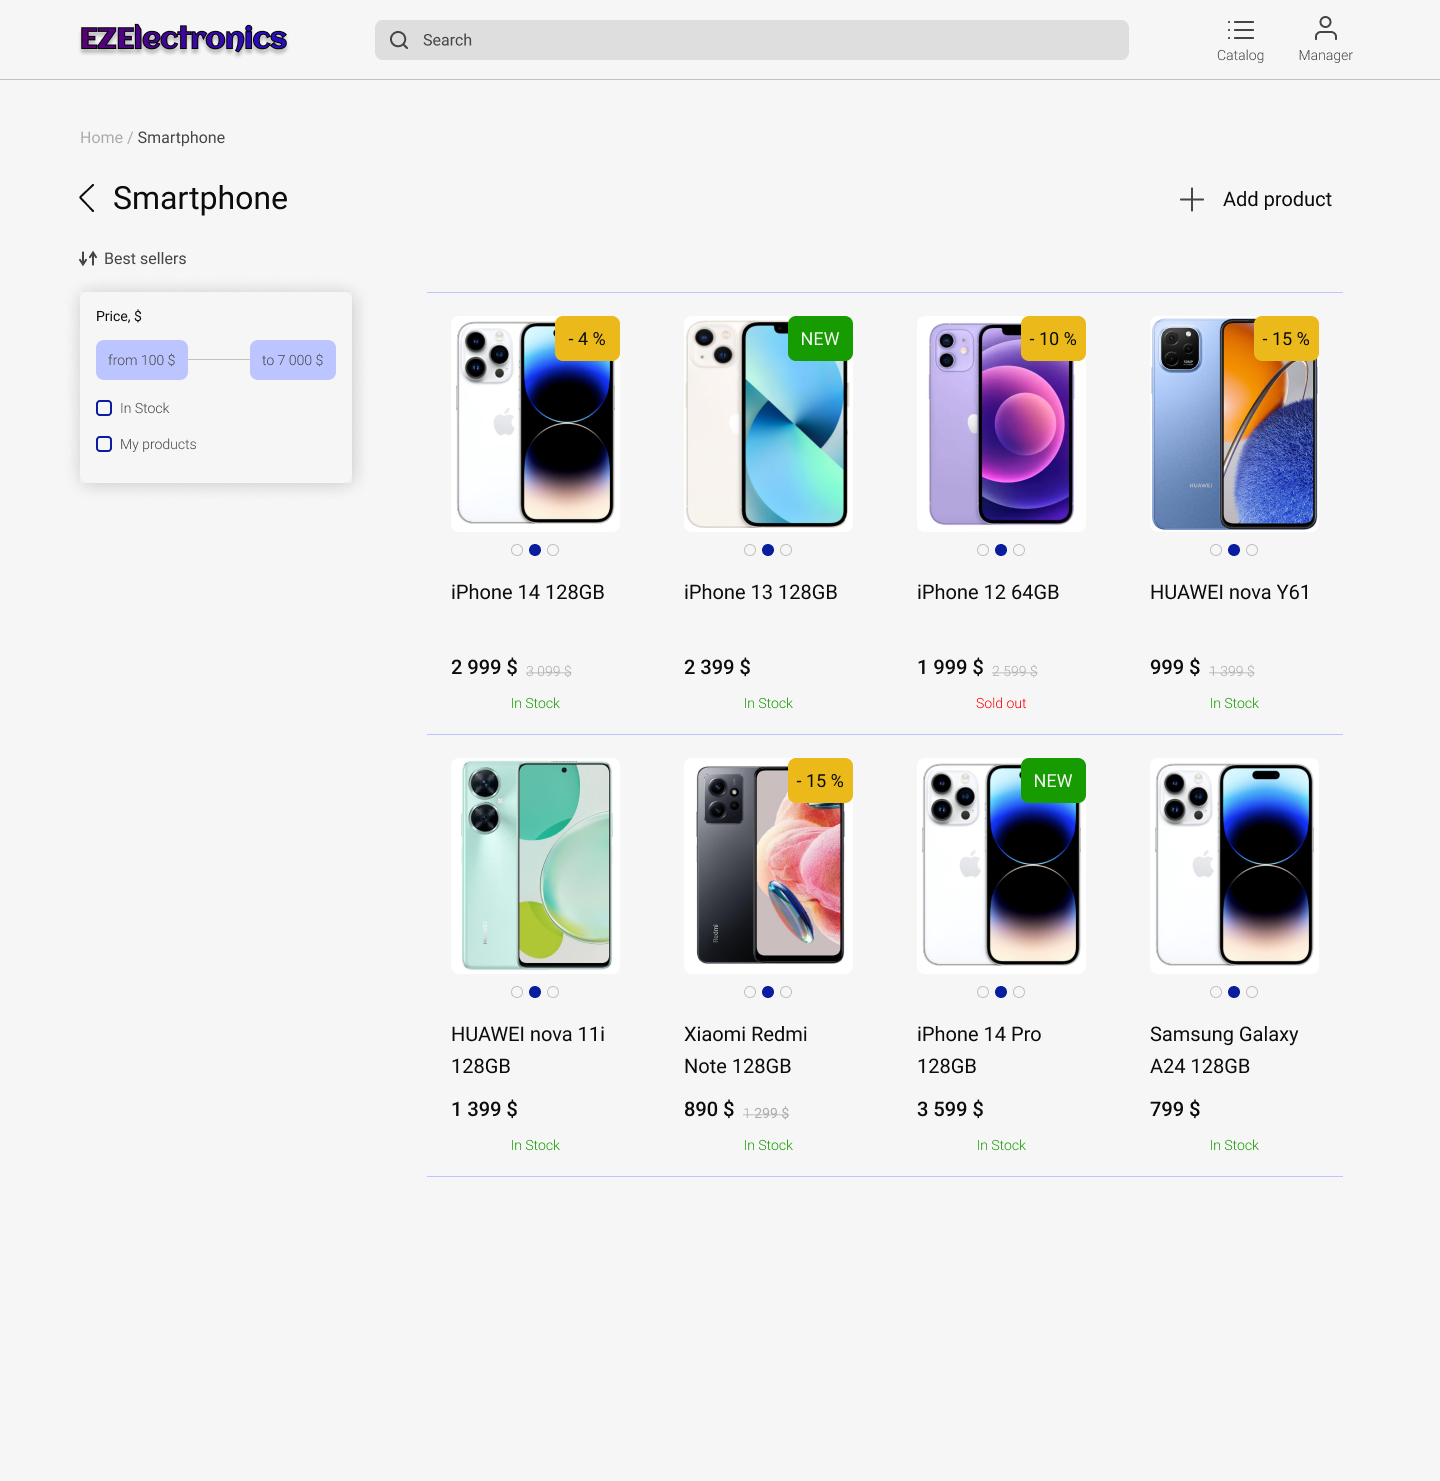 EZElectronics
Search
Catalog
Manager
Home / Smartphone
Smartphone
Add product
Best sellers
Price, $
from 100 $
to 7 000 $
In Stock
My products
- 4 %
NEW
- 10 %
- 15 %
HUAWEI
iPhone 14 128GB
iPhone 13 128GB
iPhone 12 64GB
HUAWEI nova Y61
2 999 $ 3 099 $
2 399 $
1 999 $ 2 599 $
999 $ 1 399 $
In Stock
In Stock
Sold out
In Stock
- 15 %
NEW
HUAWEI
Redmi
HUAWEI nova 11i
128GB
Xiaomi Redmi
Note 128GB
iPhone 14 Pro
128GB
Samsung Galaxy
A24 128GB
1 399 $
890 $ 1 299 $
3 599 $
799 $
In Stock
In Stock
In Stock
In Stock